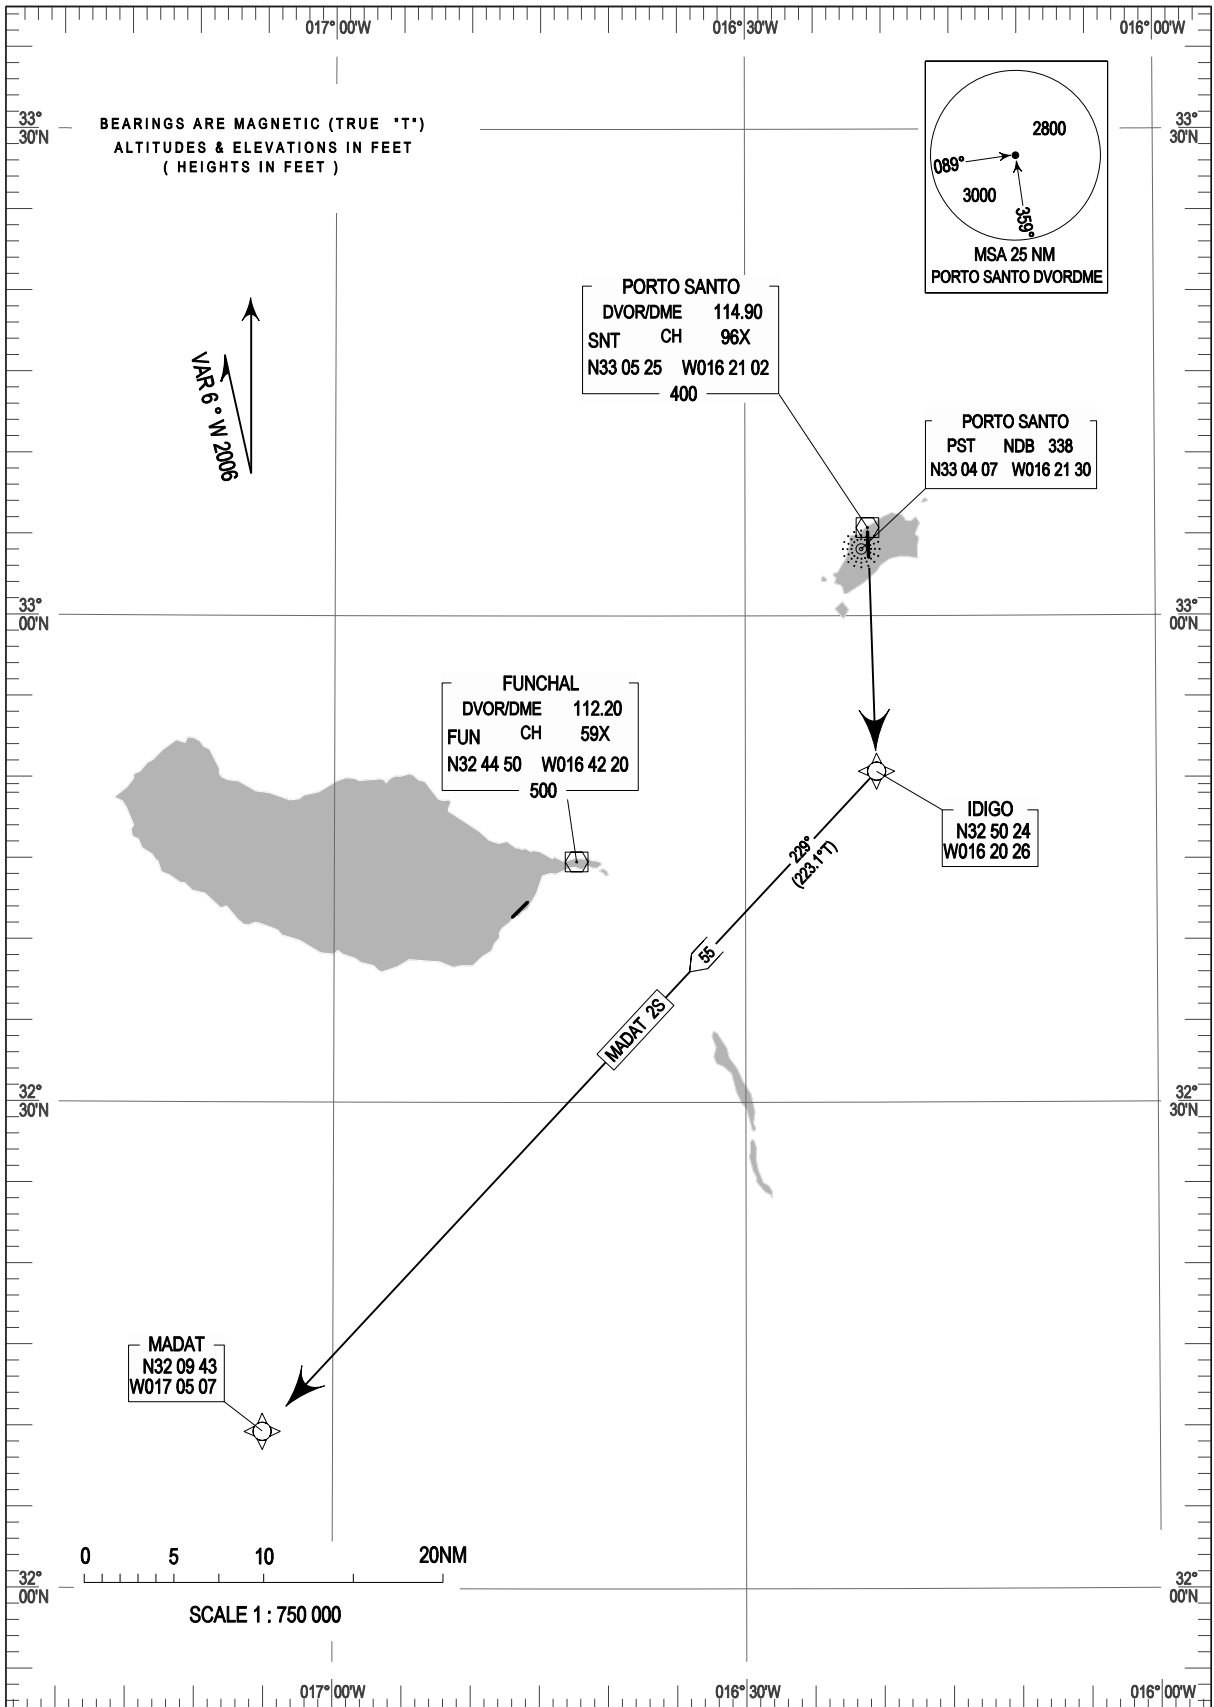 017° 00'W
016° 30'W
016° 00'W
33°
30'N
BEARINGS ARE MAGNETIC (TRUE "T")
ALTITUDES & ELEVATIONS IN FEET
( HEIGHTS IN FEET )
2800
089°
3000
359°
MSA 25 NM
PORTO SANTO DVORDME
33°
30'N
VAR 6° W 2006
PORTO SANTO
DVOR/DME 114.90
SNT CH 96X
N33 05 25 W016 21 02
400
PORTO SANTO
PST NDB 338
N33 04 07 W016 21 30
33°
00'N
33°
00'N
FUNCHAL
DVOR/DME 112.20
FUN CH 59X
N32 44 50 W016 42 20
500
IDIGO
N32 50 24
W016 20 26
229°
(223.1°T)
55
MADAT 2S
32°
30'N
32°
30'N
MADAT
N32 09 43
W017 05 07
0 5 10 20NM
SCALE 1 : 750 000
32°
00'N
32°
00'N
017° 00'W
016° 30'W
016° 00'W